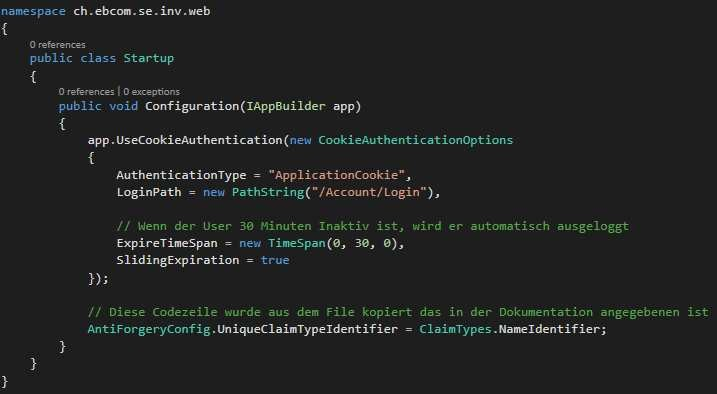 namespace ch.ebcom.se.inv.web
{
0 references
public class Startup
{
0 references | 0 exceptions
public void Configuration(IAppBuilder app)
{
app.UseCookieAuthentication(new CookieAuthenticationOptions
{
AuthenticationType = "ApplicationCookie",
LoginPath = new PathString("/Account/Login"),
// Wenn der User 30 Minuten Inaktiv ist, wird er automatisch ausgeloggt
ExpireTimeSpan = new TimeSpan(0, 30, 0),
SlidingExpiration = true
});
// Diese Codezeile wurde aus dem File kopiert das in der Dokumentation angegebenen ist
AntiForgeryConfig.UniqueClaimTypeIdentifier = ClaimTypes.NameIdentifier;
}
}
}